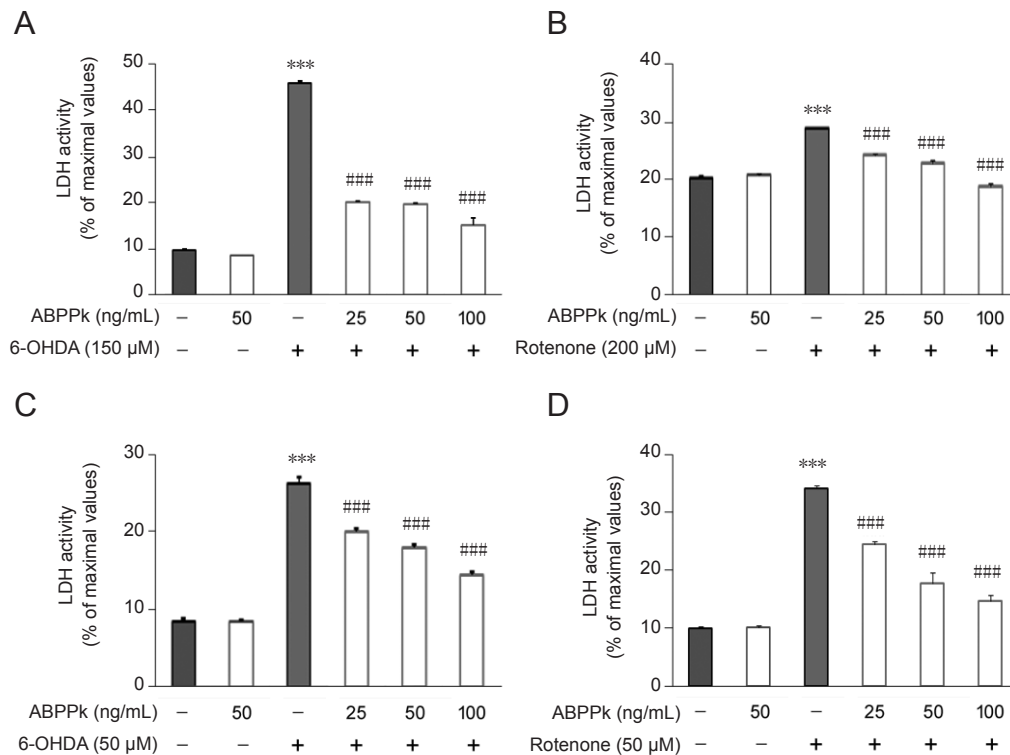 A
LDH activity
(% of maximal values)
50
40
30
20
10
0
***
###
###
###
ABPPk (ng/mL) – 50 – 25 50 100
6-OHDA (150 µM) – – + + + +
B
LDH activity
(% of maximal values)
40
30
20
10
0
***
###
###
###
ABPPk (ng/mL) – 50 – 25 50 100
Rotenone (200 µM) – – + + + +
C
LDH activity
(% of maximal values)
30
20
10
0
***
###
###
###
ABPPk (ng/mL) – 50 – 25 50 100
6-OHDA (50 µM) – – + + + +
D
LDH activity
(% of maximal values)
40
30
20
10
0
***
###
###
###
ABPPk (ng/mL) – 50 – 25 50 100
Rotenone (50 µM) – – + + + +